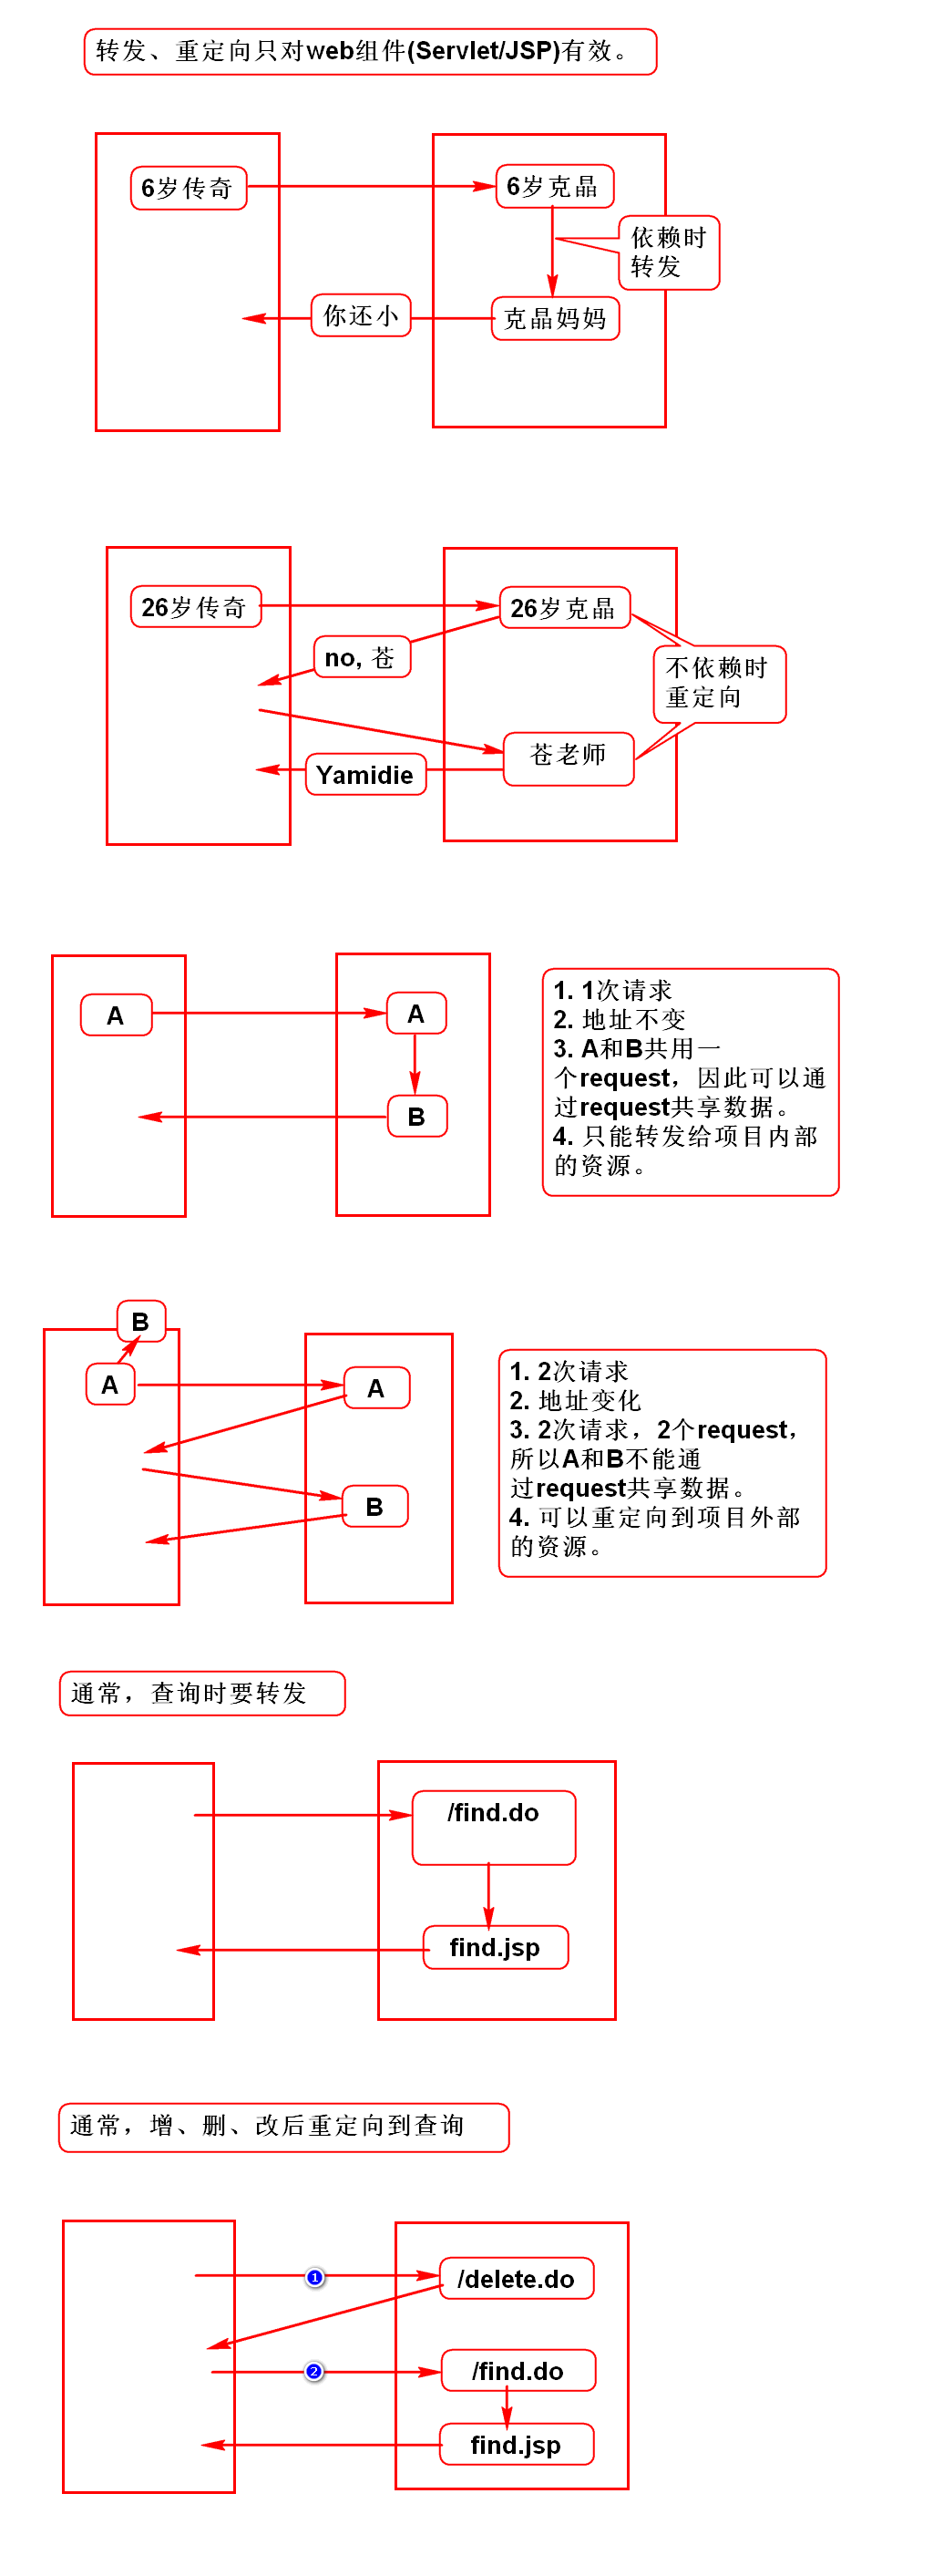 转发、重定向只对web组件(Servlet/JSP)有效。
6岁传奇
6岁克晶
依赖时
转发
你还小
克晶妈妈
26岁传奇
26岁克晶
no, 苍
不依赖时
重定向
苍老师
Yamidie
A
A
B
1. 1次请求
2. 地址不变
3. A和B共用一
个request，因此可以通
过request共享数据。
4. 只能转发给项目内部
的资源。
B
A
A
B
1. 2次请求
2. 地址变化
3. 2次请求，2个request，
所以A和B不能通
过request共享数据。
4. 可以重定向到项目外部
的资源。
通常，查询时要转发
/find.do
find.jsp
通常，增、删、改后重定向到查询
1
/delete.do
2
/find.do
find.jsp